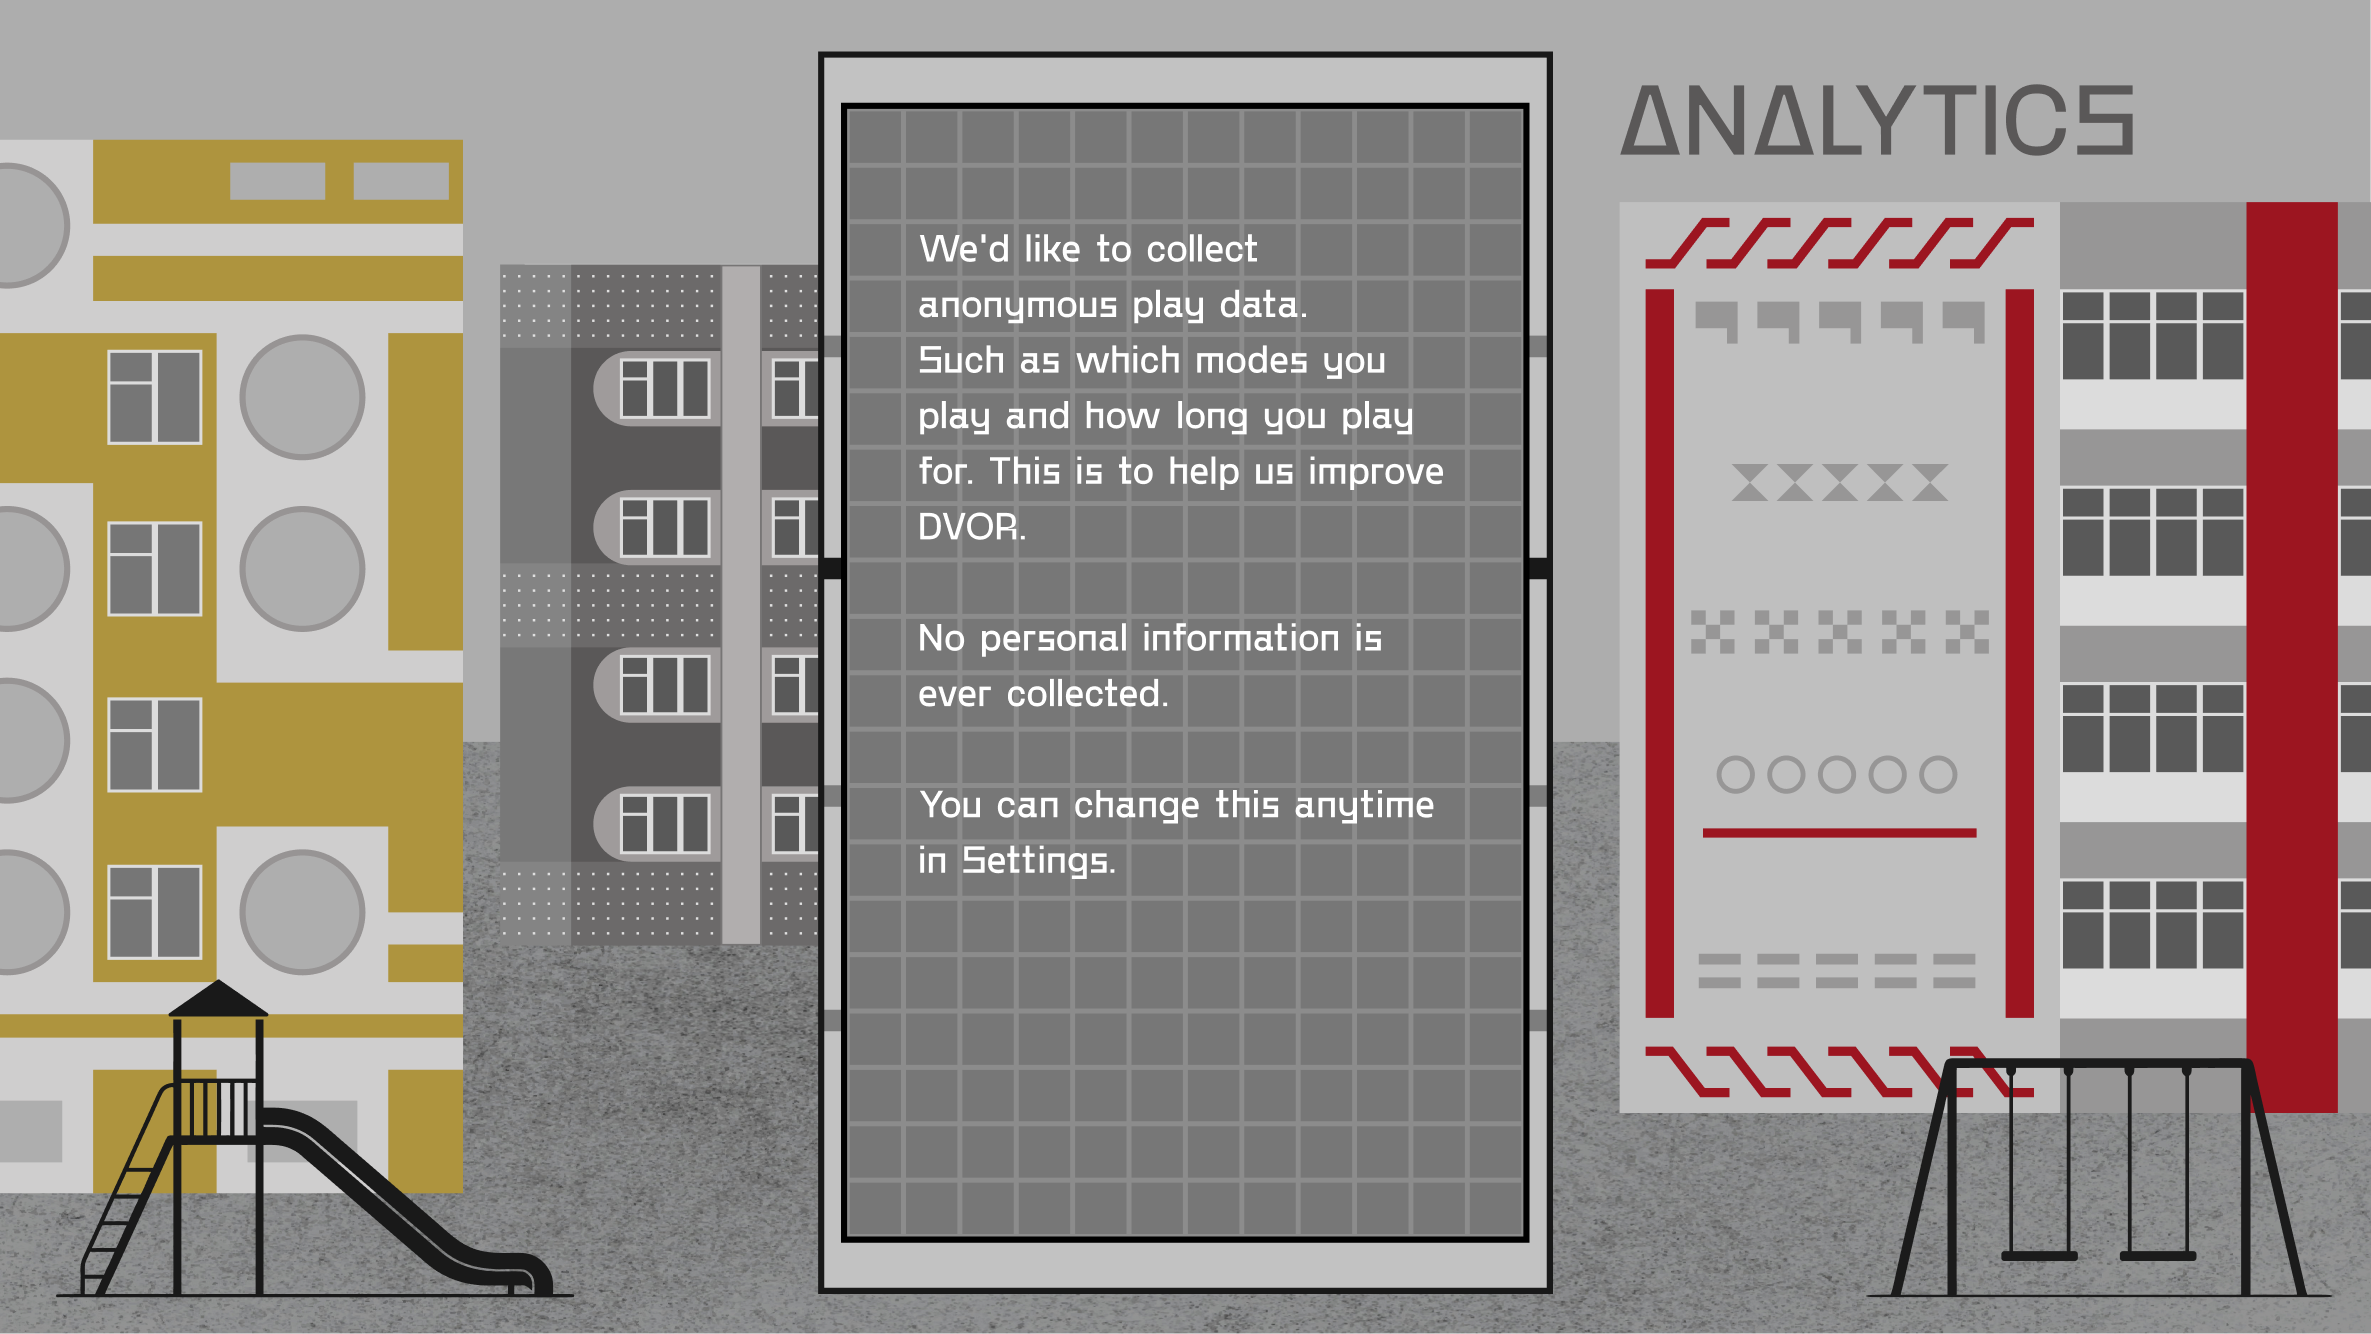 ANALYTICS
We'd like to collect
anonymous play data.
Such as which modes you
play and how long you play
for. This is to help us improve
DVOR.
No personal information is
ever collected.
You can change this anytime
in Settings.